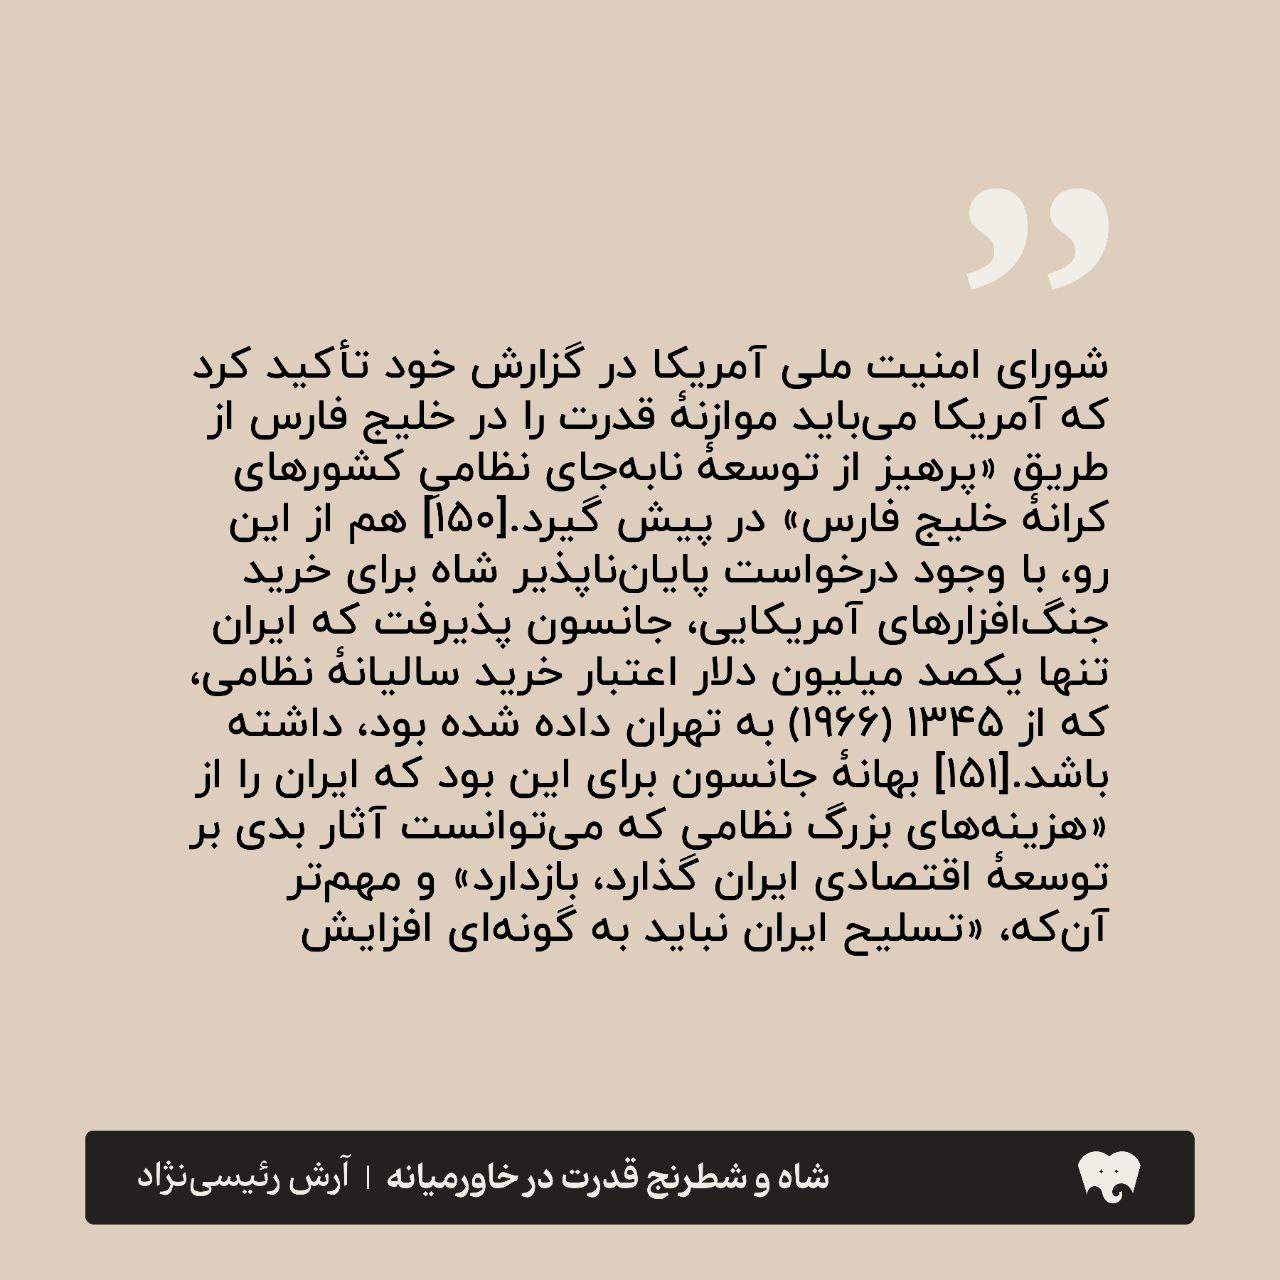 شورای امنیت ملی آمریکا در گزارش خود تأکید کرد
که آمریکا می‌باید موازنهٔ قدرت را در خلیج فارس از
طریق «پرهیز از توسعهٔ نابه‌جای نظامیِ کشورهای
کرانهٔ خلیج فارس» در پیش گیرد.[۱۵۰] هم از این
رو، با وجود درخواست پایان‌ناپذیر شاه برای خرید
جنگ‌افزارهای آمریکایی، جانسون پذیرفت که ایران
تنها یکصد میلیون دلار اعتبار خرید سالیانهٔ نظامی،
که از ۱۳۴۵ (۱۹۶۶) به تهران داده شده بود، داشته
باشد.[۱۵۱] بهانهٔ جانسون برای این بود که ایران را از
«هزینه‌های بزرگ نظامی که می‌توانست آثار بدی بر
توسعهٔ اقتصادی ایران گذارد، بازدارد» و مهم‌تر
آن‌که، «تسلیح ایران نباید به گونه‌ای افزایش
شاه و شطرنج قدرت در خاورمیانه | آرش رئیسی‌نژاد